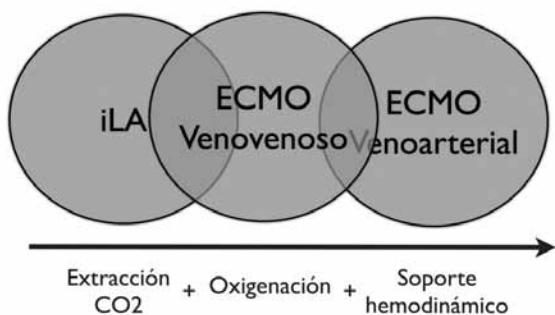 iLA
ECMO
Venovenoso
ECMO
Venoarterial
Extracción
CO2
+ Oxigenación +
Soporte
hemodinámico